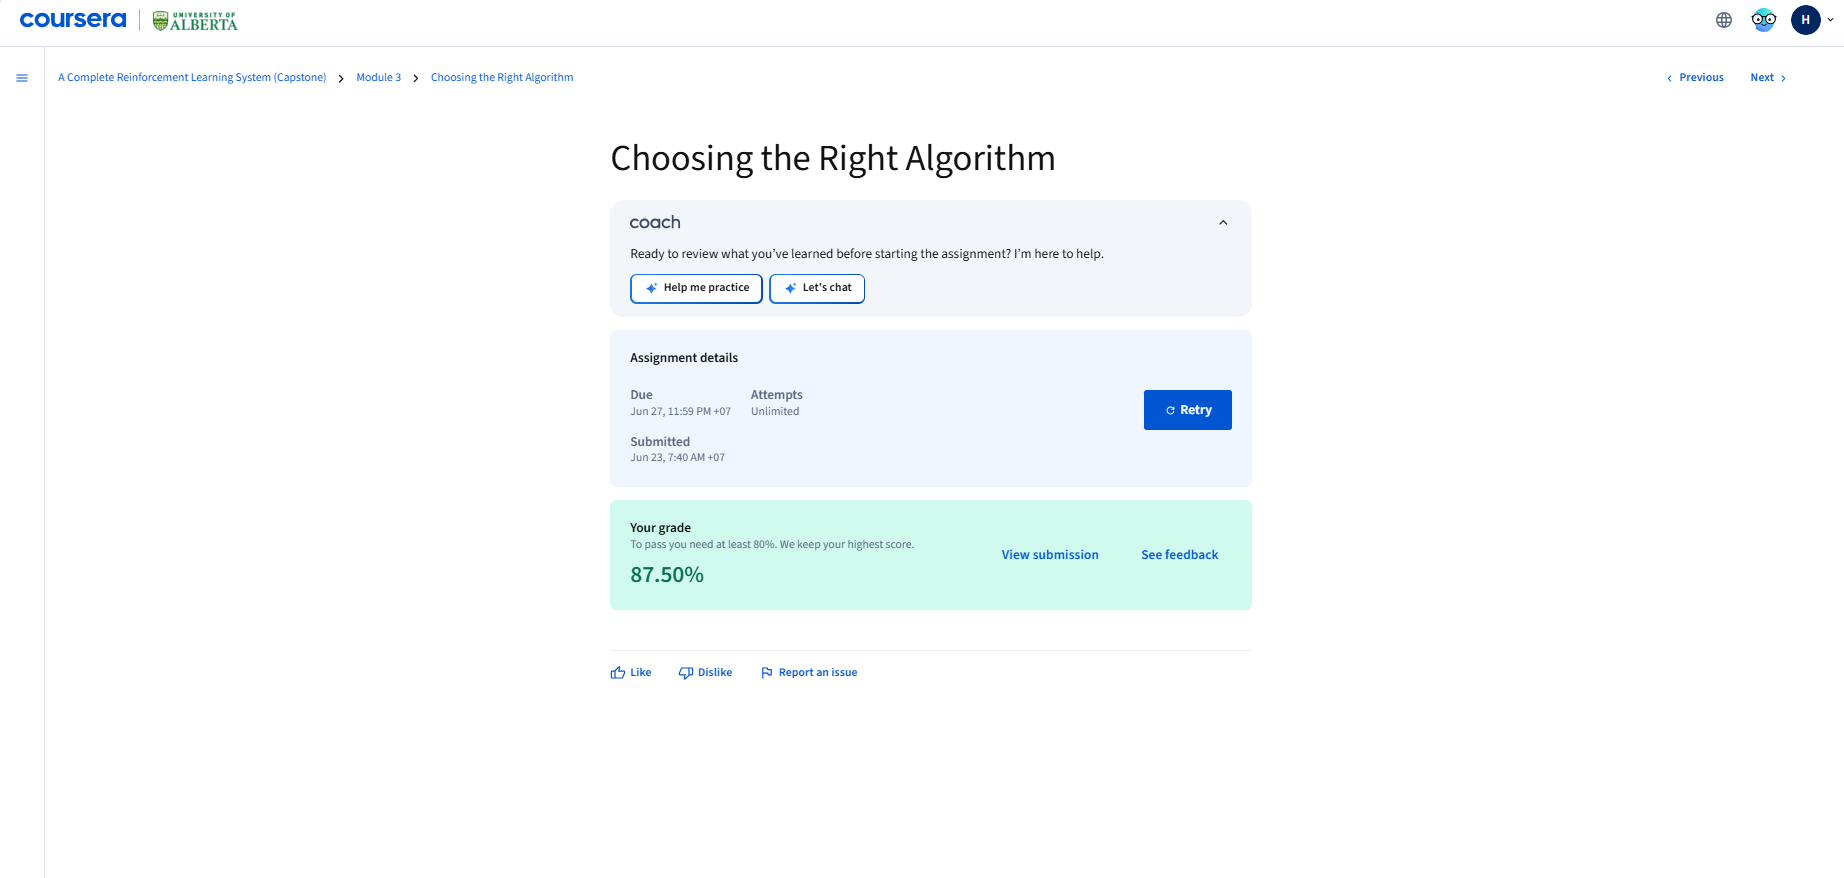 coursera
UNIVERSITY OF
ALBERTA
H
A Complete Reinforcement Learning System (Capstone)
Module 3
Choosing the Right Algorithm
Previous
Next
Choosing the Right Algorithm
coach
Ready to review what you've learned before starting the assignment? I'm here to help.
Help me practice
Let's chat
Assignment details
Due
Jun 27, 11:59 PM +07
Attempts
Unlimited
Retry
Submitted
Jun 23, 7:40 AM +07
Your grade
To pass you need at least 80%. We keep your highest score.
87.50%
View submission
See feedback
Like
Dislike
Report an issue